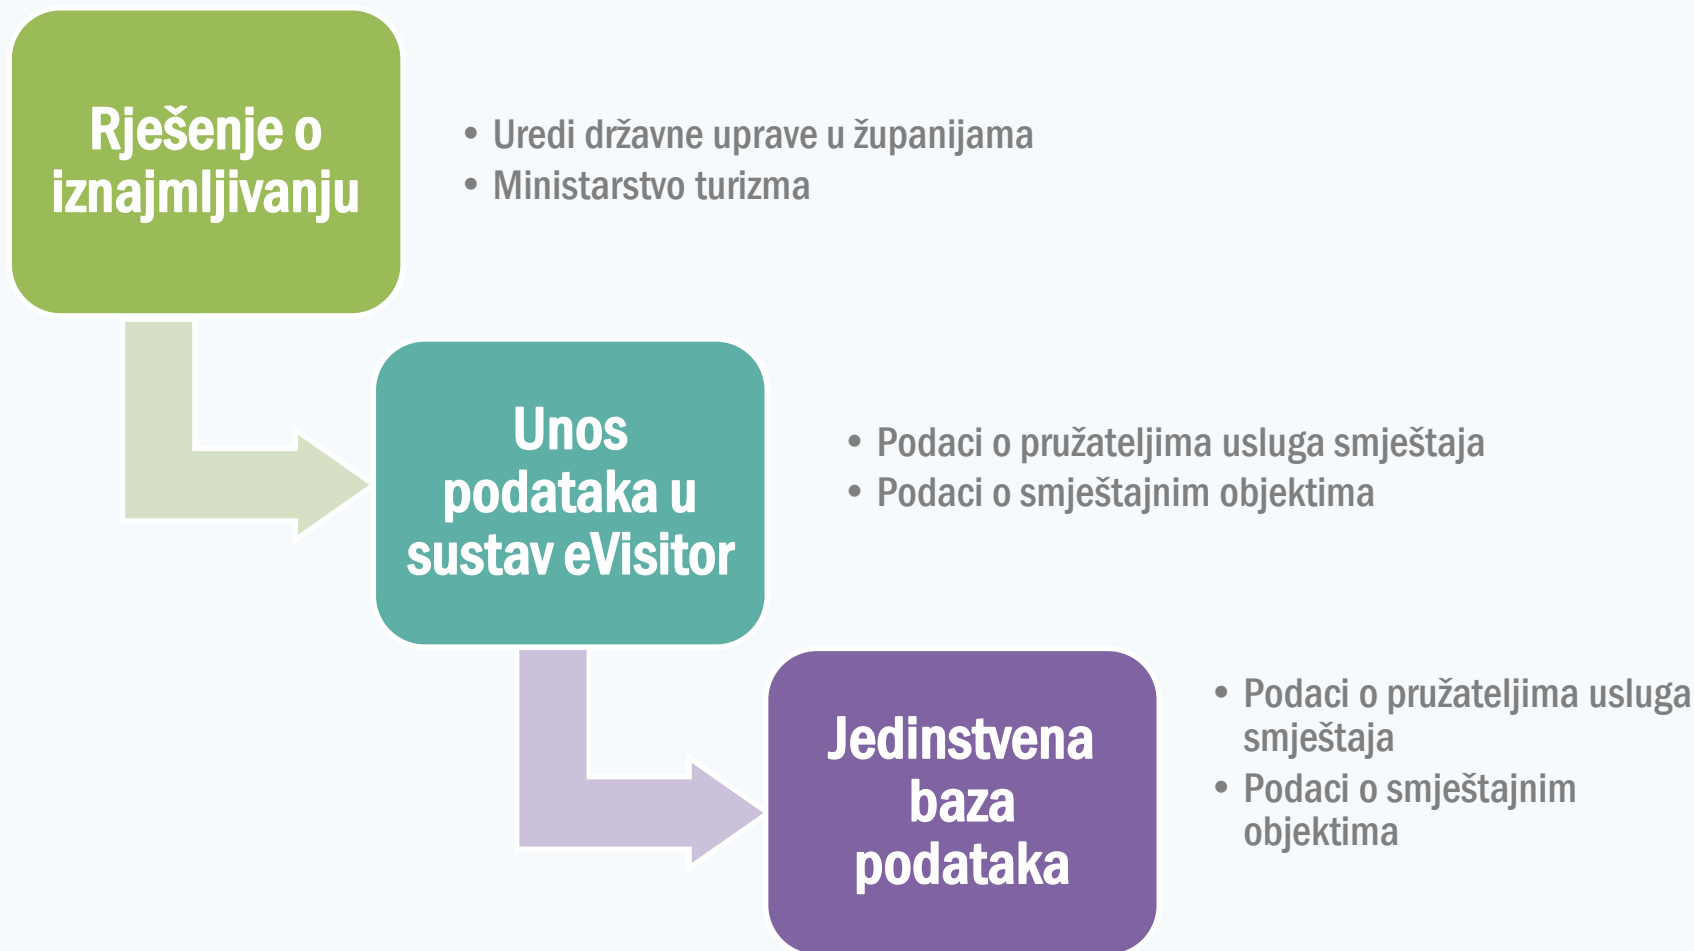 Rješenje o
iznajmljivanju
• Uredi državne uprave u županijama
• Ministarstvo turizma
Unos
podataka u
sustav eVisitor
• Podaci o pružateljima usluga smještaja
• Podaci o smještajnim objektima
Jedinstvena
baza
podataka
• Podaci o pružateljima usluga
smještaja
• Podaci o smještajnim
objektima